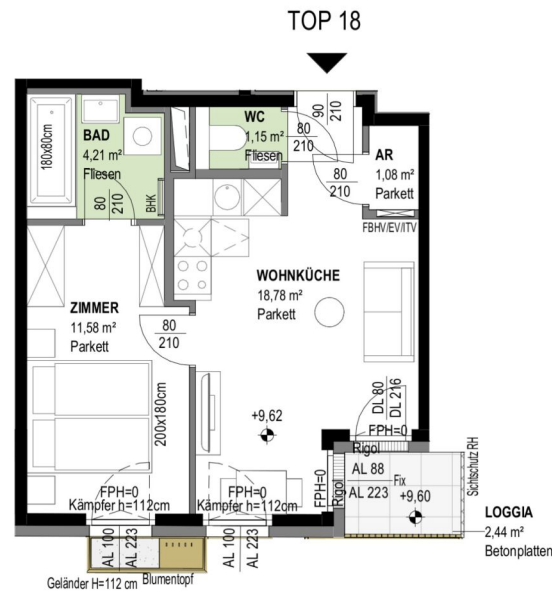 TOP 18
90
210
WC
1,15 m²
Fliesen
80
210
BAD
4,21 m²
Fliesen
180x80cm
80
210
BHK
AR
1,08 m²
Parkett
80
210
FBHV/EV/ITV
WOHNKÜCHE
18,78 m²
Parkett
ZIMMER
11,58 m²
Parkett
80
210
200x180cm
+9,62
DL 80
DL 216
FPH=0
Rigol
FPH=0
Rigol
AL 88
AL 223
Fix
+9,60
Sichtschutz RH
LOGGIA
2,44 m²
Betonplatten
FPH=0
Kämpfer h=112cm
FPH=0
Kämpfer h=112cm
AL 100
AL 223
AL 100
AL 223
Geländer H=112 cm
Blumentopf